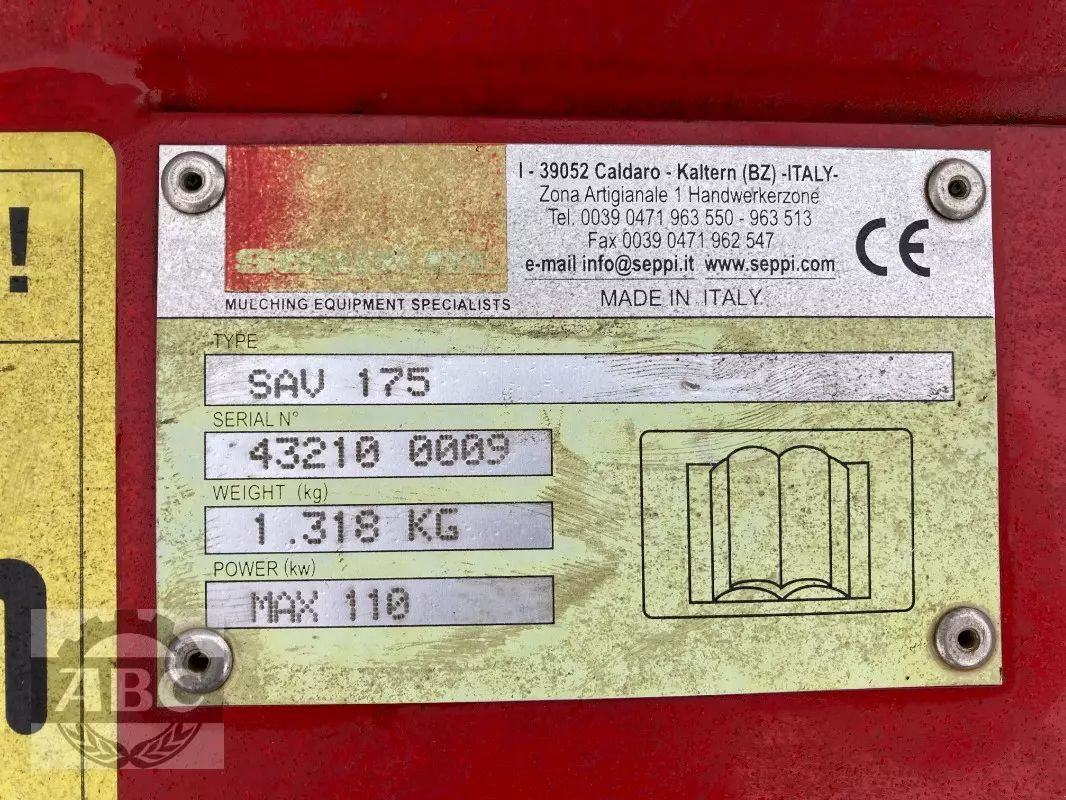 I - 39052 Caldaro - Kaltern (BZ) -ITALY-
Zona Artigianale 1 Handwerkerzone
Tel. 0039 0471 963 550 - 963 513
Fax 0039 0471 962 547
e-mail info@seppi.it www.seppi.com
MADE IN ITALY
CE
MULCHING EQUIPMENT SPECIALISTS
TYPE
SAV 175
SERIAL N°
43210 0009
WEIGHT (kg)
1.318 KG
POWER (kw)
MAX 110
!
ABC